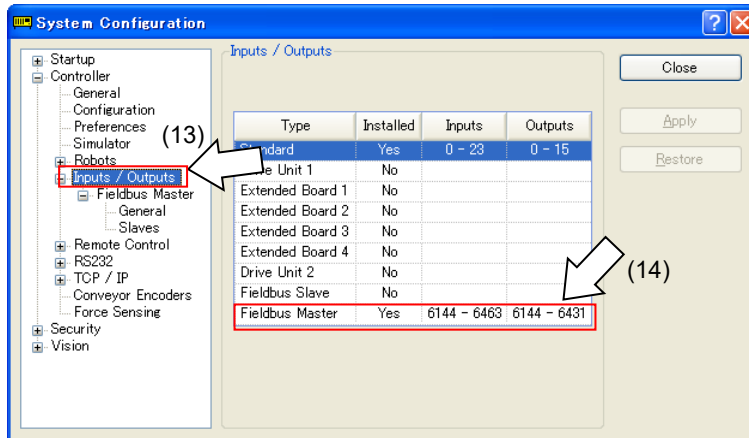 System Configuration
Startup
Controller
General
Configuration
Preferences
Simulator
Robots
Inputs / Outputs
Fieldbus Master
General
Slaves
Remote Control
RS232
TCP / IP
Conveyor Encoders
Force Sensing
Security
Vision
(13)
Inputs / Outputs
Type Installed Inputs Outputs
Standard Yes 0 - 23 0 - 15
Unit 1 No
Extended Board 1 No
Extended Board 2 No
Extended Board 3 No
Extended Board 4 No
Drive Unit 2 No
Fieldbus Slave No
Fieldbus Master Yes 6144 - 6463 6144 - 6431
(14)
Close
Apply
Restore